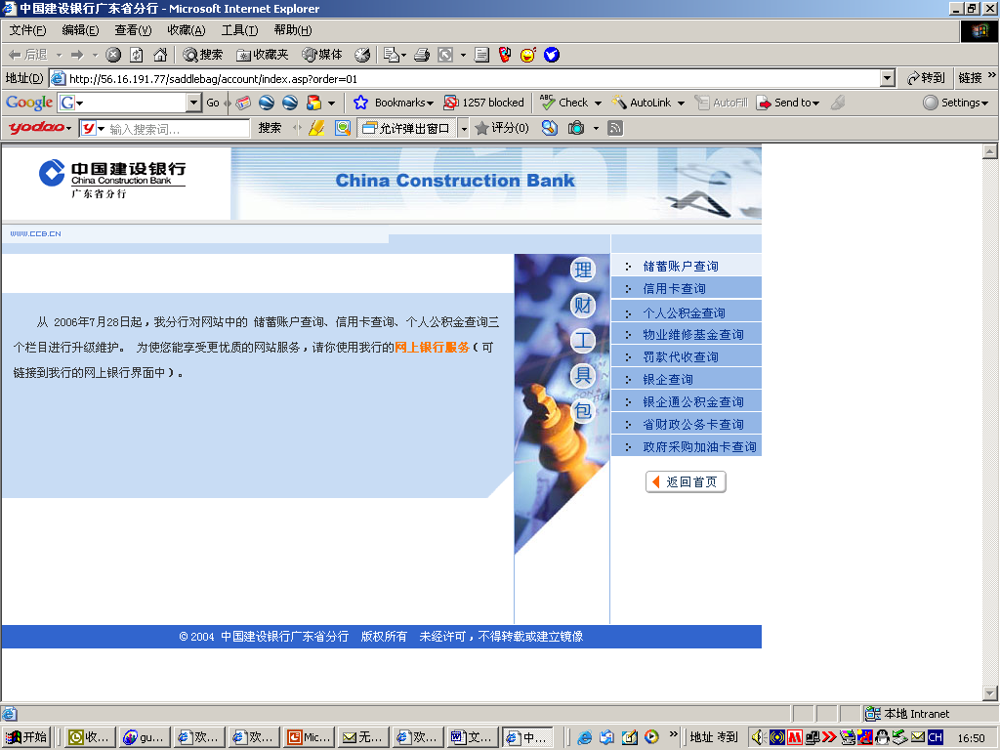 中国建设银行广东省分行 - Microsoft Internet Explorer
文件(F) 编辑(E) 查看(V) 收藏(A) 工具(T) 帮助(H)
后退 搜索 收藏夹 媒体
地址(D) http://56.16.191.77/saddlebag/account/index.asp?order=01 转到 链接 »
Google G Go Bookmarks 1257 blocked ABC Check AutoLink AutoFill Send to Settings
yodao y 输入搜索词... 搜索 允许弹出窗口 评分(0)
中国建设银行
China Construction Bank
广东省分行
China Construction Bank
WWW.CCB.CN
理财工具包
储蓄账户查询
信用卡查询
个人公积金查询
物业维修基金查询
罚款代收查询
银企查询
银企通公积金查询
省财政公务卡查询
政府采购加油卡查询
返回首页
从 2006年7月28日起，我分行对网站中的 储蓄账户查询、信用卡查询、个人公积金查询三
个栏目进行升级维护。 为使您能享受更优质的网站服务，请你使用我行的网上银行服务（可
链接到我行的网上银行界面中）。
© 2004 中国建设银行广东省分行 版权所有 未经许可，不得转载或建立镜像
本地 Intranet
开始 收... gu... 欢... 欢... Mic... 无... 欢... 文... 中... » 地址 转到 CH 16:50